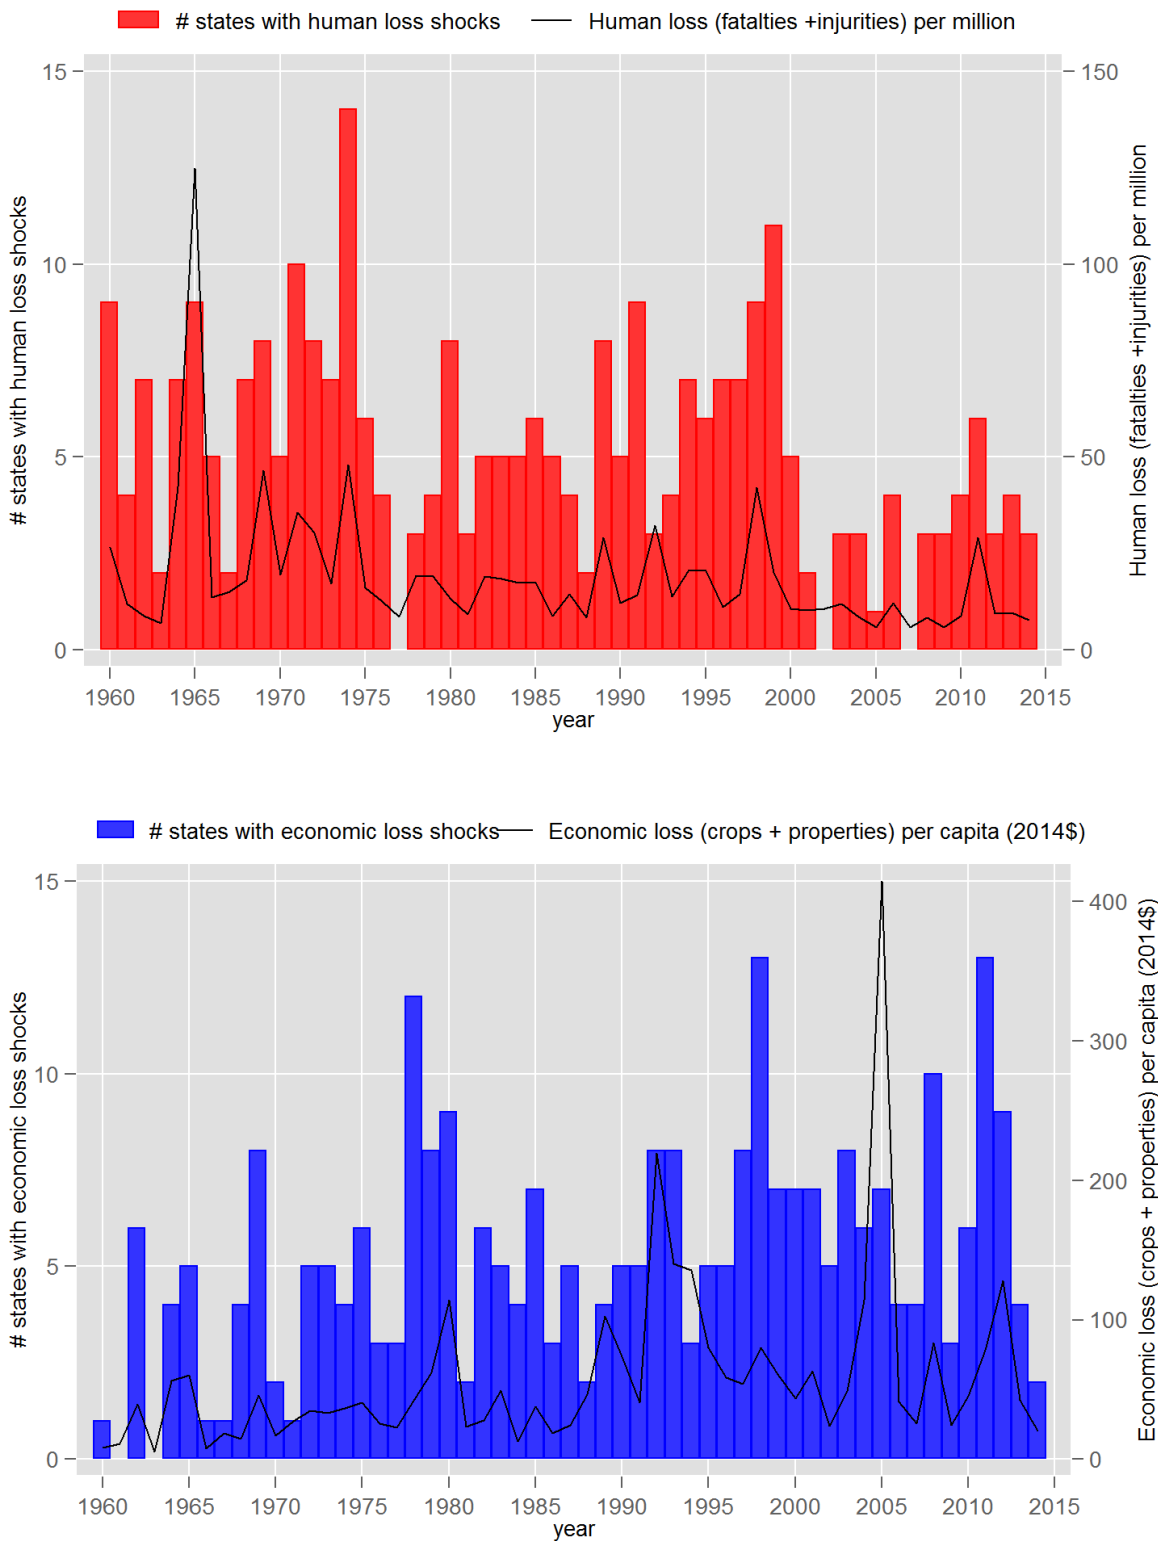 # states with human loss shocks Human loss (fatalties +injurities) per million
15 150
10 100
5 50
0 0
# states with human loss shocks
Human loss (fatalties +injurities) per million
1960 1965 1970 1975 1980 1985 1990 1995 2000 2005 2010 2015
year
# states with economic loss shocks Economic loss (crops + properties) per capita (2014$)
15
400
300
10
200
5
100
0 0
# states with economic loss shocks
Economic loss (crops + properties) per capita (2014$)
1960 1965 1970 1975 1980 1985 1990 1995 2000 2005 2010 2015
year